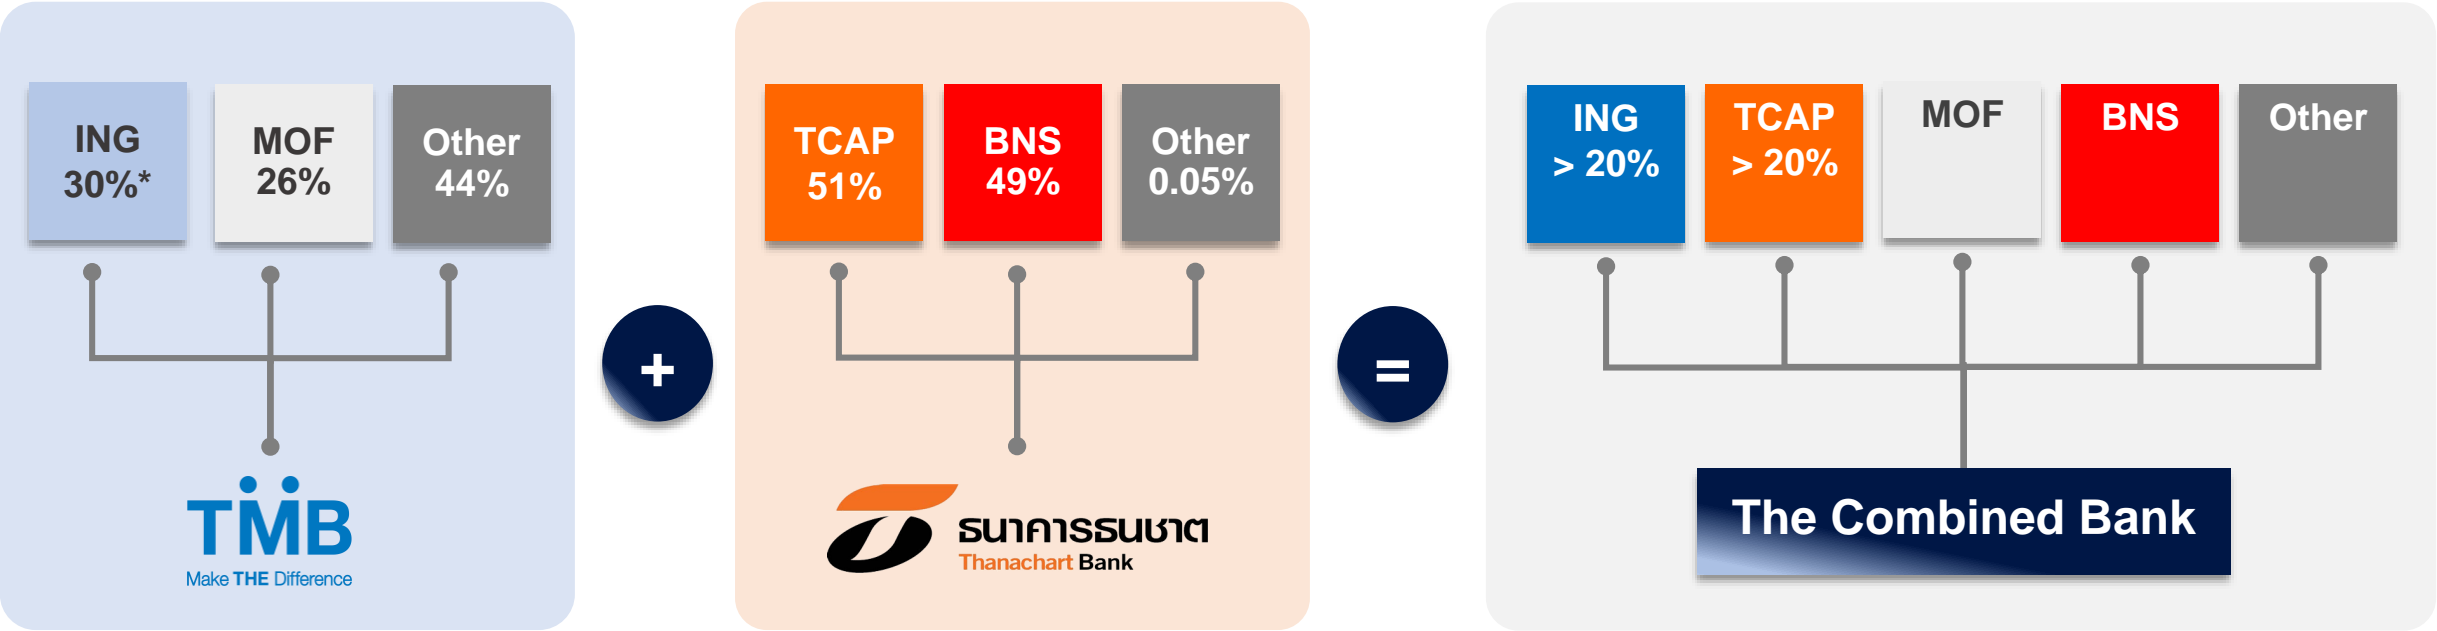 ING
30%*
MOF
26%
Other
44%
TMB
Make THE Difference
+
TCAP
51%
BNS
49%
Other
0.05%
ธนาคารธนชาต
Thanachart Bank
=
ING
> 20%
TCAP
> 20%
MOF
BNS
Other
The Combined Bank